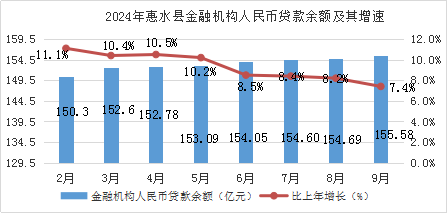 2024年惠水县金融机构人民币贷款余额及其增速
159.5 12.0%
154.5 10.0%
149.5 8.0%
144.5 6.0%
139.5 4.0%
134.5 2.0%
129.5 0.0%
11.1% 10.4% 10.5% 10.2% 8.5% 8.4% 8.2% 7.4%
150.3 152.6 152.78 153.09 154.05 154.60 154.69 155.58
2月 3月 4月 5月 6月 7月 8月 9月
金融机构人民币贷款余额（亿元） 比上年增长（%）